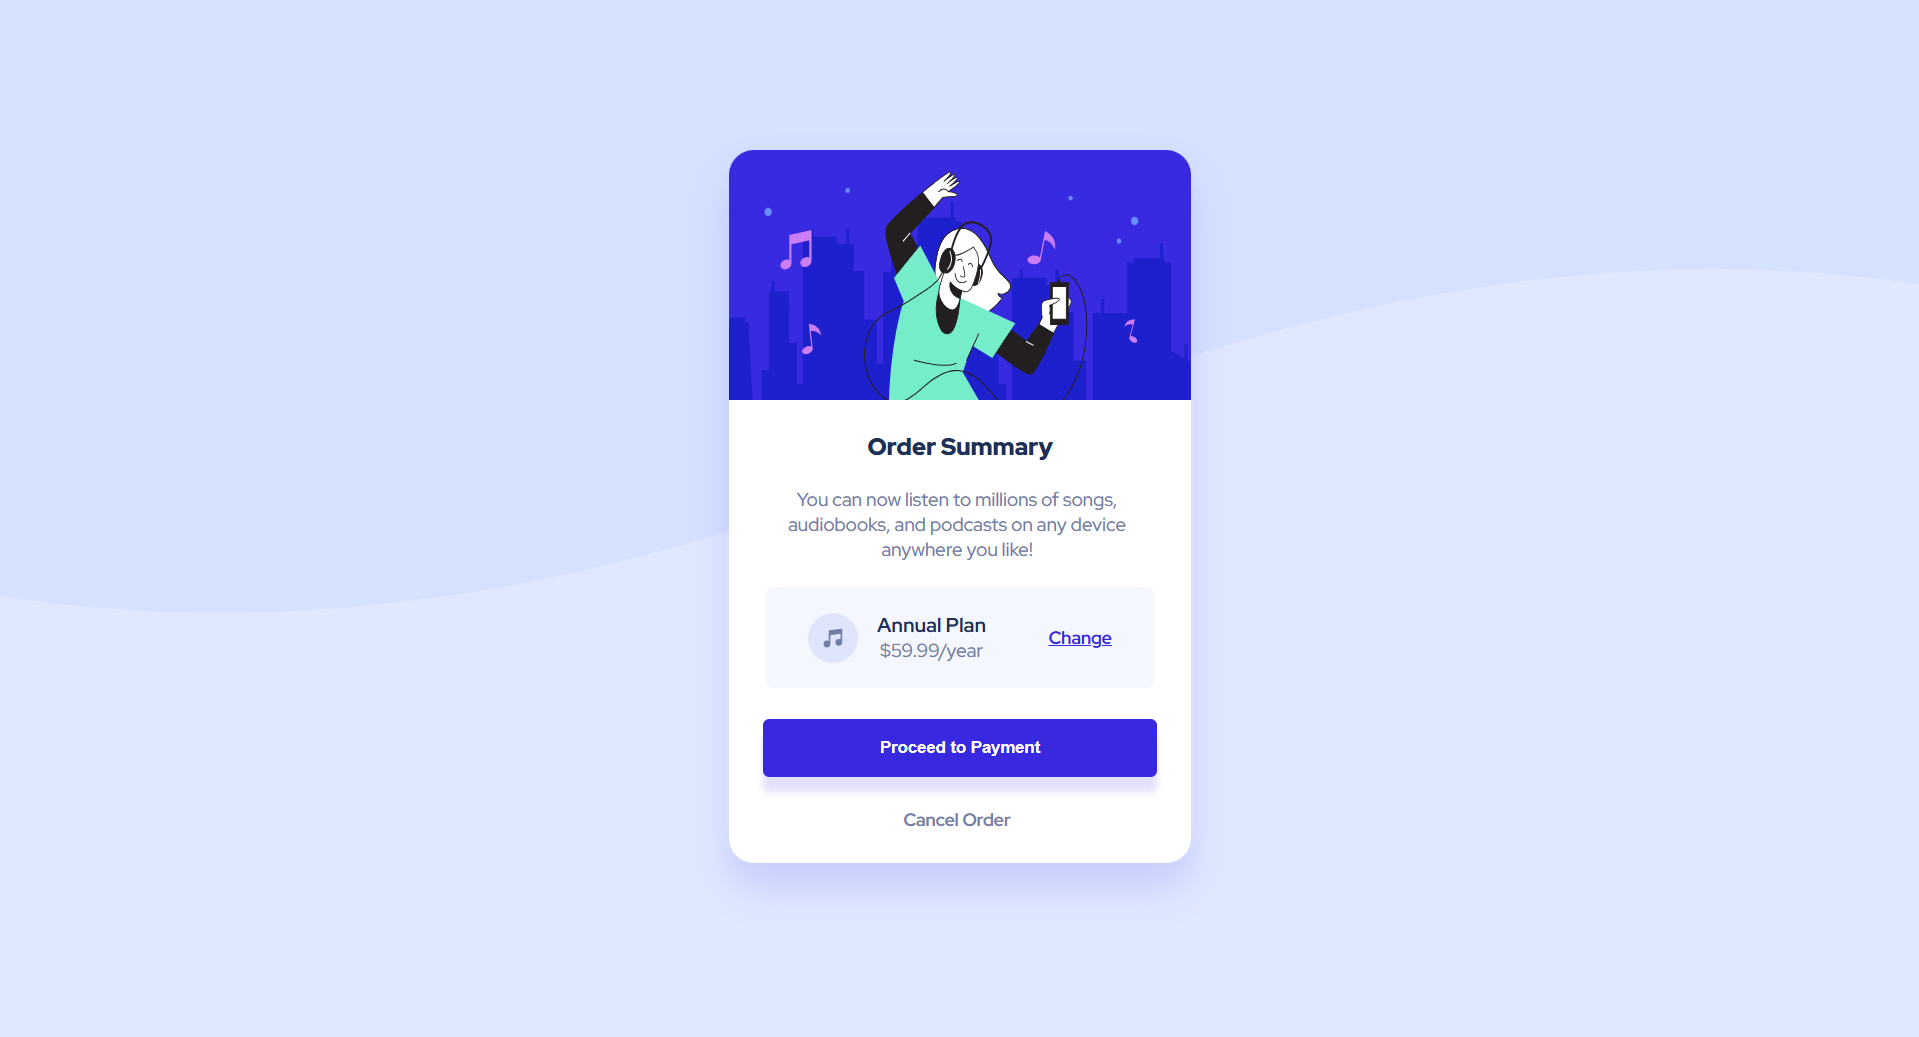 Order Summary
You can now listen to millions of songs,
audiobooks, and podcasts on any device
anywhere you like!
Annual Plan
$59.99/year
Change
Proceed to Payment
Cancel Order